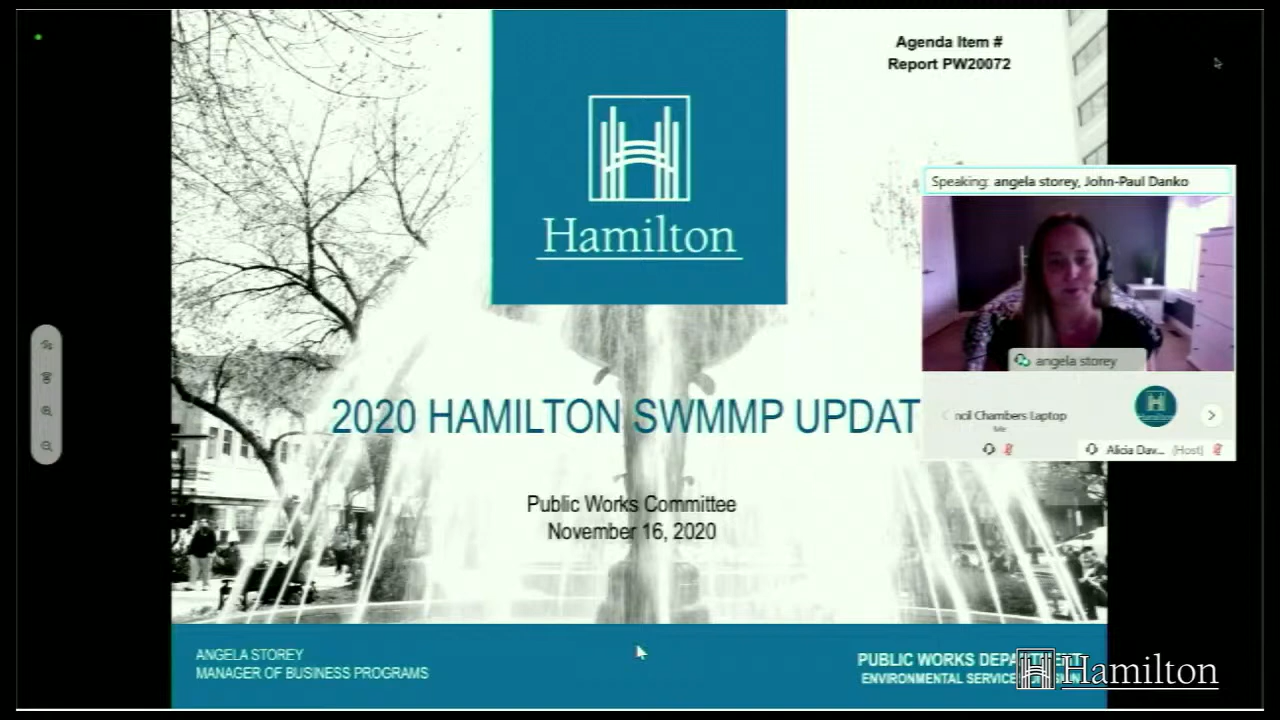 Agenda Item #
Report PW20072
Hamilton
Speaking: angela storey, John-Paul Danko
angela storey
ncil Chambers Laptop
Me
Alicia Dav... (Host)
2020 HAMILTON SWMMP UPDAT
Public Works Committee
November 16, 2020
ANGELA STOREY
MANAGER OF BUSINESS PROGRAMS
PUBLIC WORKS
ENVIRONMENTAL
Hamilton